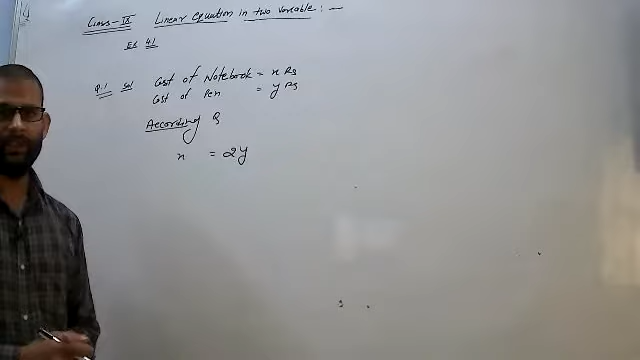 Class - IX Linear equation in two variable : -
Ex 4.1
Q.1 Sol Cost of Notebook = x Rs
Cost of Pen = y Rs
According Q
x = 2y